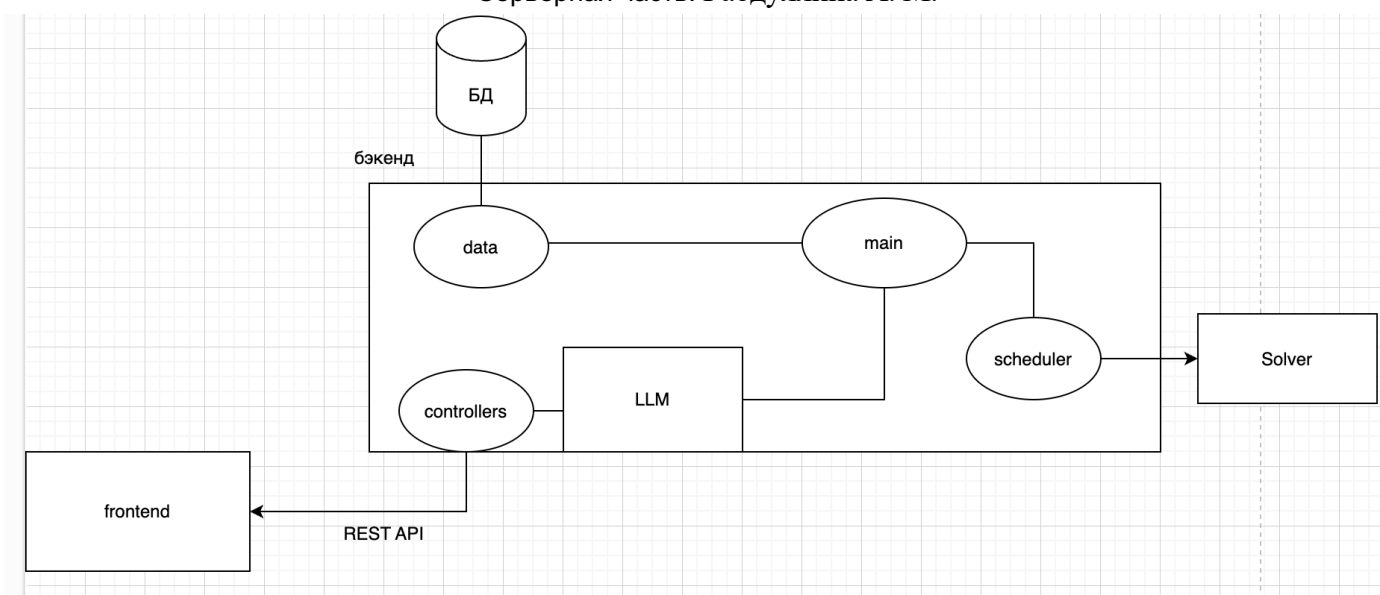 БД
бэкенд
data
main
scheduler
Solver
LLM
controllers
frontend
REST API